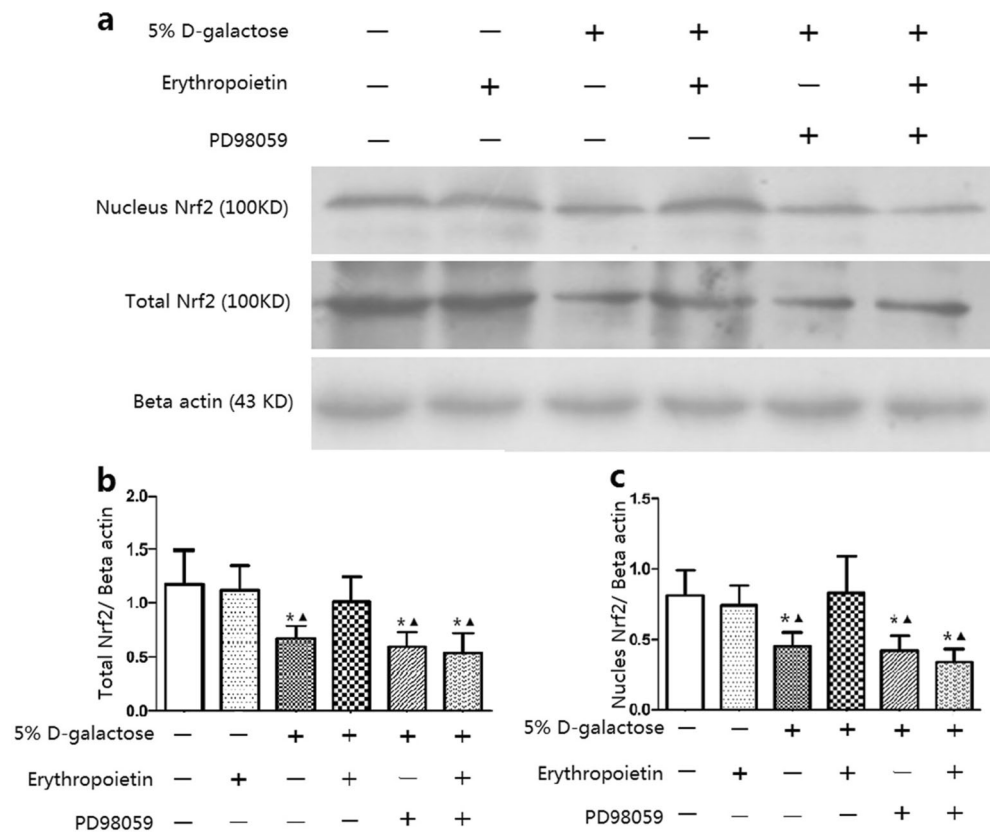 a
5% D-galactose — — + + + +
Erythropoietin — + — + — +
PD98059 — — — — + +
Nucleus Nrf2 (100KD)
Total Nrf2 (100KD)
Beta actin (43 KD)
b
Total Nrf2/ Beta actin
2.0
1.5
1.0
0.5
0.0
*▲ *▲ *▲
5% D-galactose — — + + + +
Erythropoietin — + — + — +
PD98059 — — — — + +
c
Nucles Nrf2/ Beta actin
1.5
1.0
0.5
0.0
*▲ *▲ *▲
5% D-galactose — — + + + +
Erythropoietin — + — + — +
PD98059 — — — — + +